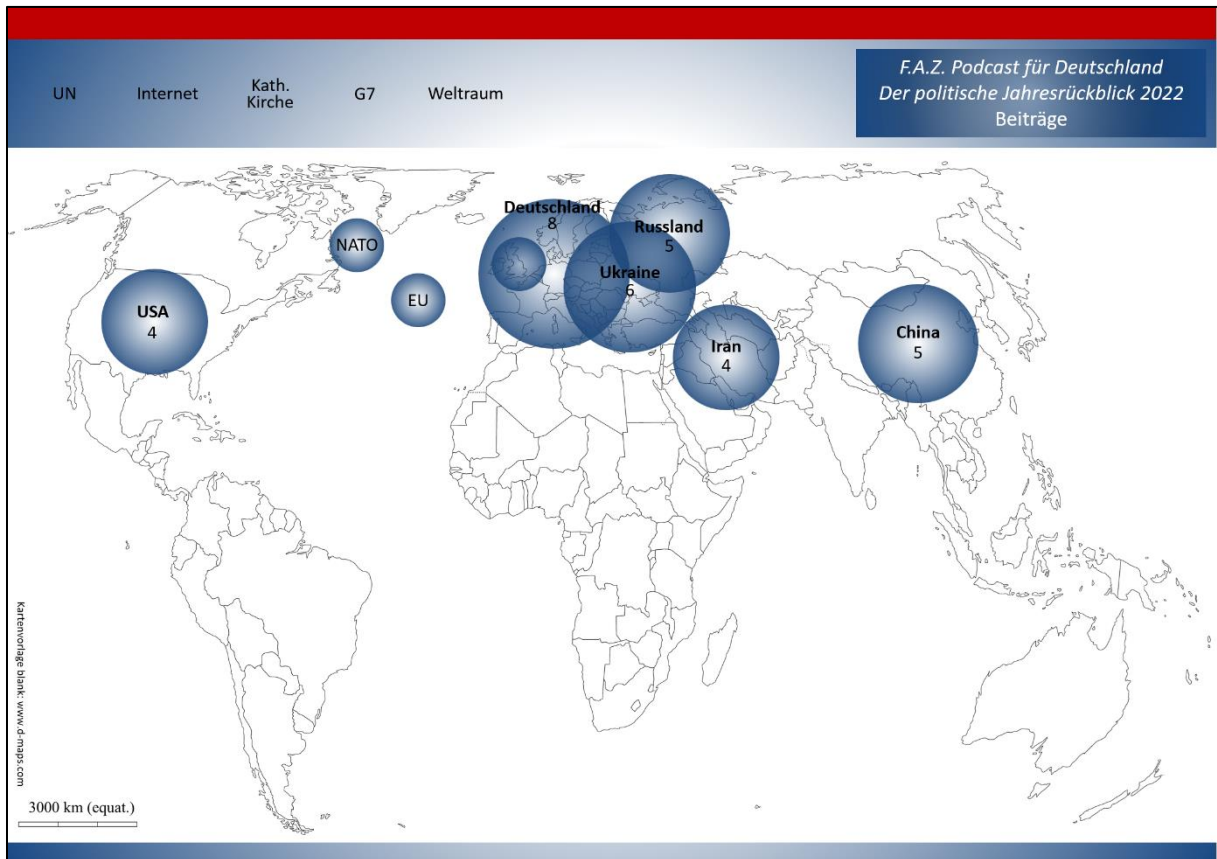 UN
Internet
Kath.
Kirche
G7
Weltraum
F.A.Z. Podcast für Deutschland
Der politische Jahresrückblick 2022
Beiträge
NATO
EU
USA
4
Deutschland
8
Russland
5
Ukraine
6
Iran
4
China
5
Kartenvorlage blank: www.d-maps.com
3000 km (equat.)